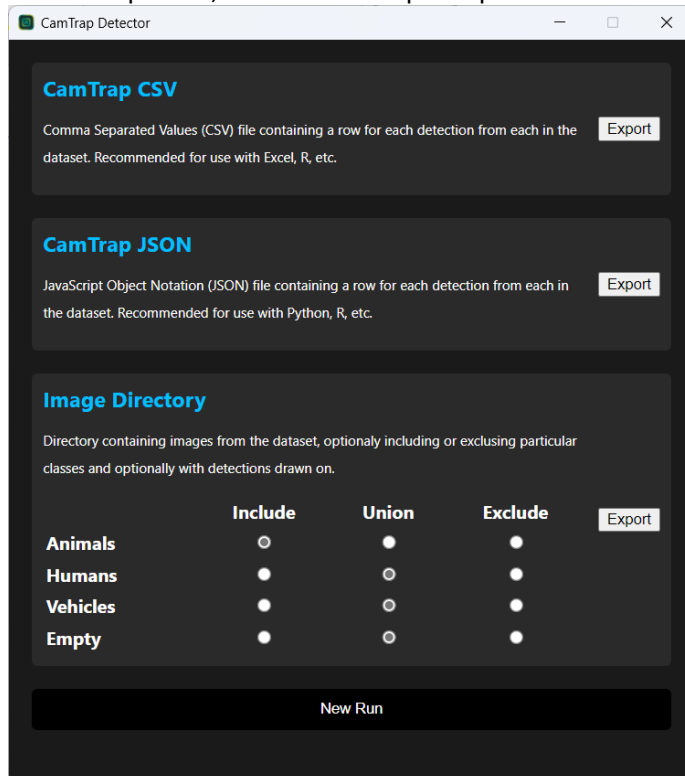 CamTrap Detector
CamTrap CSV
Comma Separated Values (CSV) file containing a row for each detection from each in the
dataset. Recommended for use with Excel, R, etc.
Export
CamTrap JSON
JavaScript Object Notation (JSON) file containing a row for each detection from each in
the dataset. Recommended for use with Python, R, etc.
Export
Image Directory
Directory containing images from the dataset, optionaly including or exclusing particular
classes and optionally with detections drawn on.
Include Union Exclude
Export
Animals
Humans
Vehicles
Empty
New Run